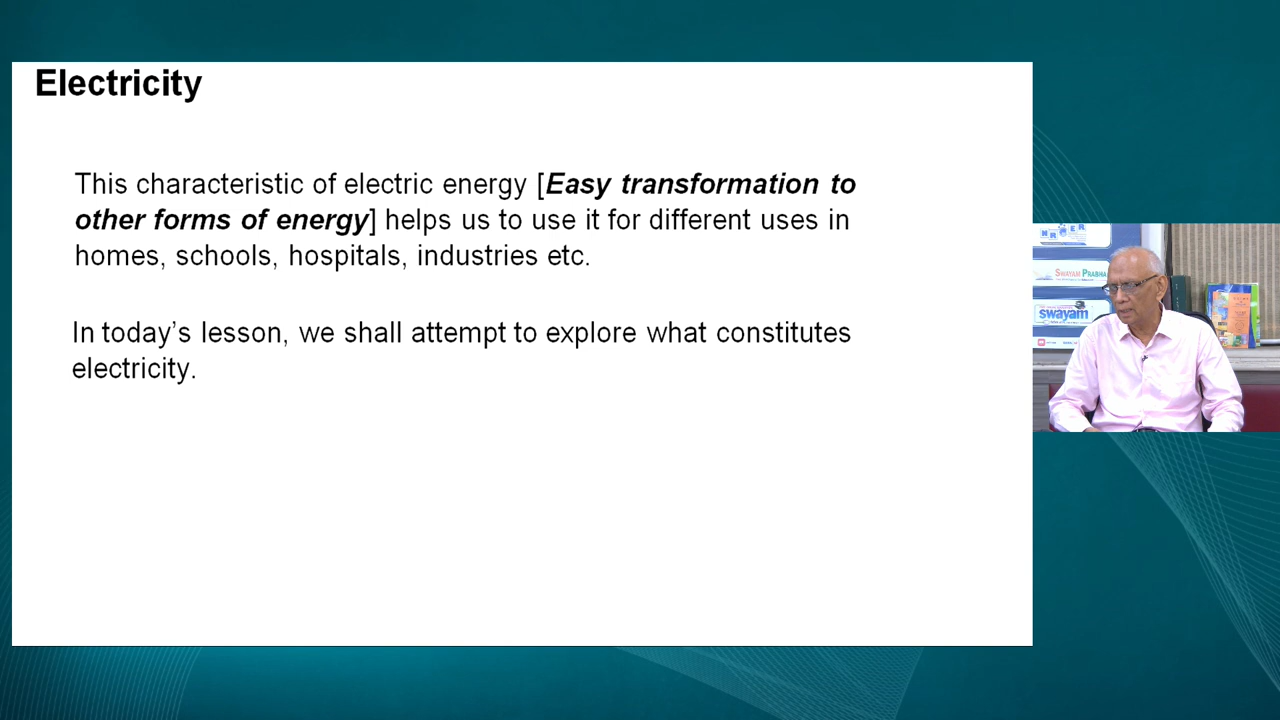 Electricity
This characteristic of electric energy [Easy transformation to
other forms of energy] helps us to use it for different uses in
homes, schools, hospitals, industries etc.
In today's lesson, we snall attempt to explore what constitutes
electricity.
SWAYAM PRABHA
swayam